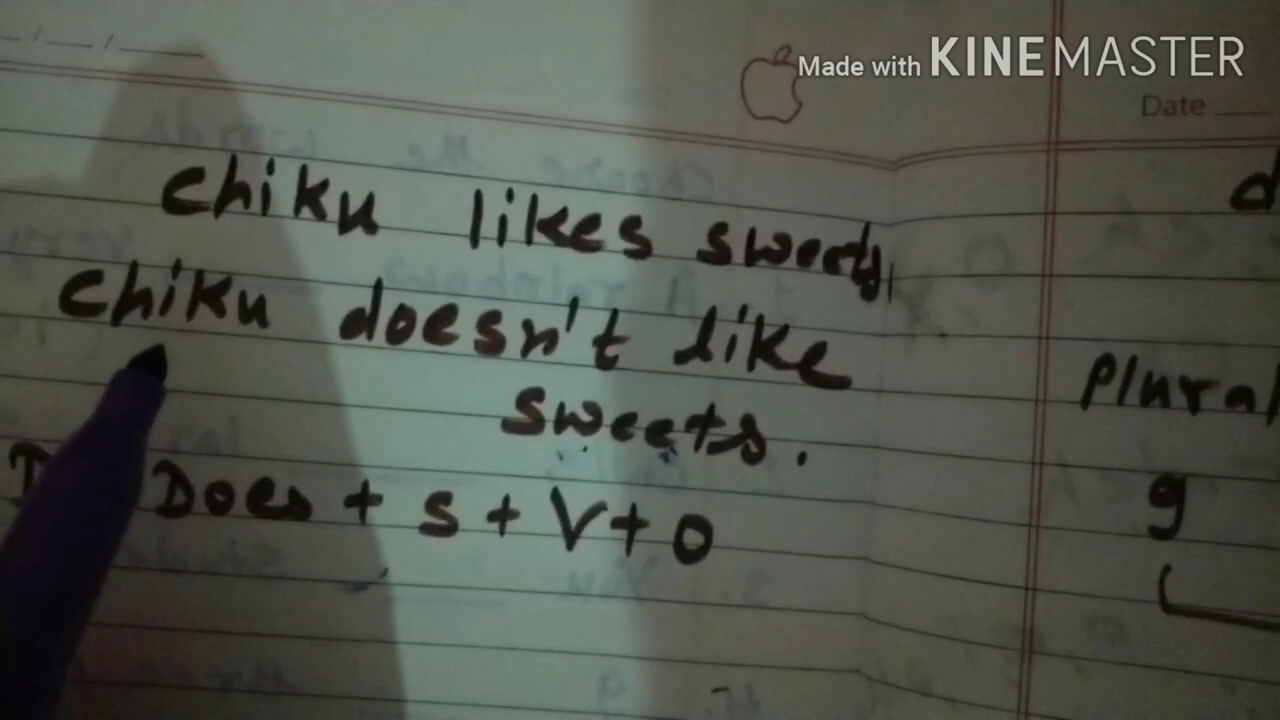 Made with KINEMASTER
Date
Chiku likes sweets
Chiku doesn't like
sweets.
Does + S + V + O
Plural